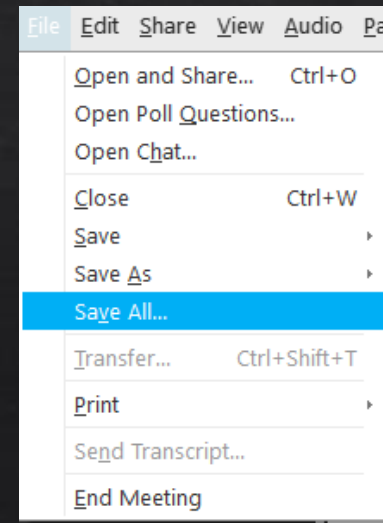 File Edit Share View Audio Pa
Open and Share... Ctrl+O
Open Poll Questions...
Open Chat...
Close Ctrl+W
Save
Save As
Save All...
Transfer... Ctrl+Shift+T
Print
Send Transcript...
End Meeting